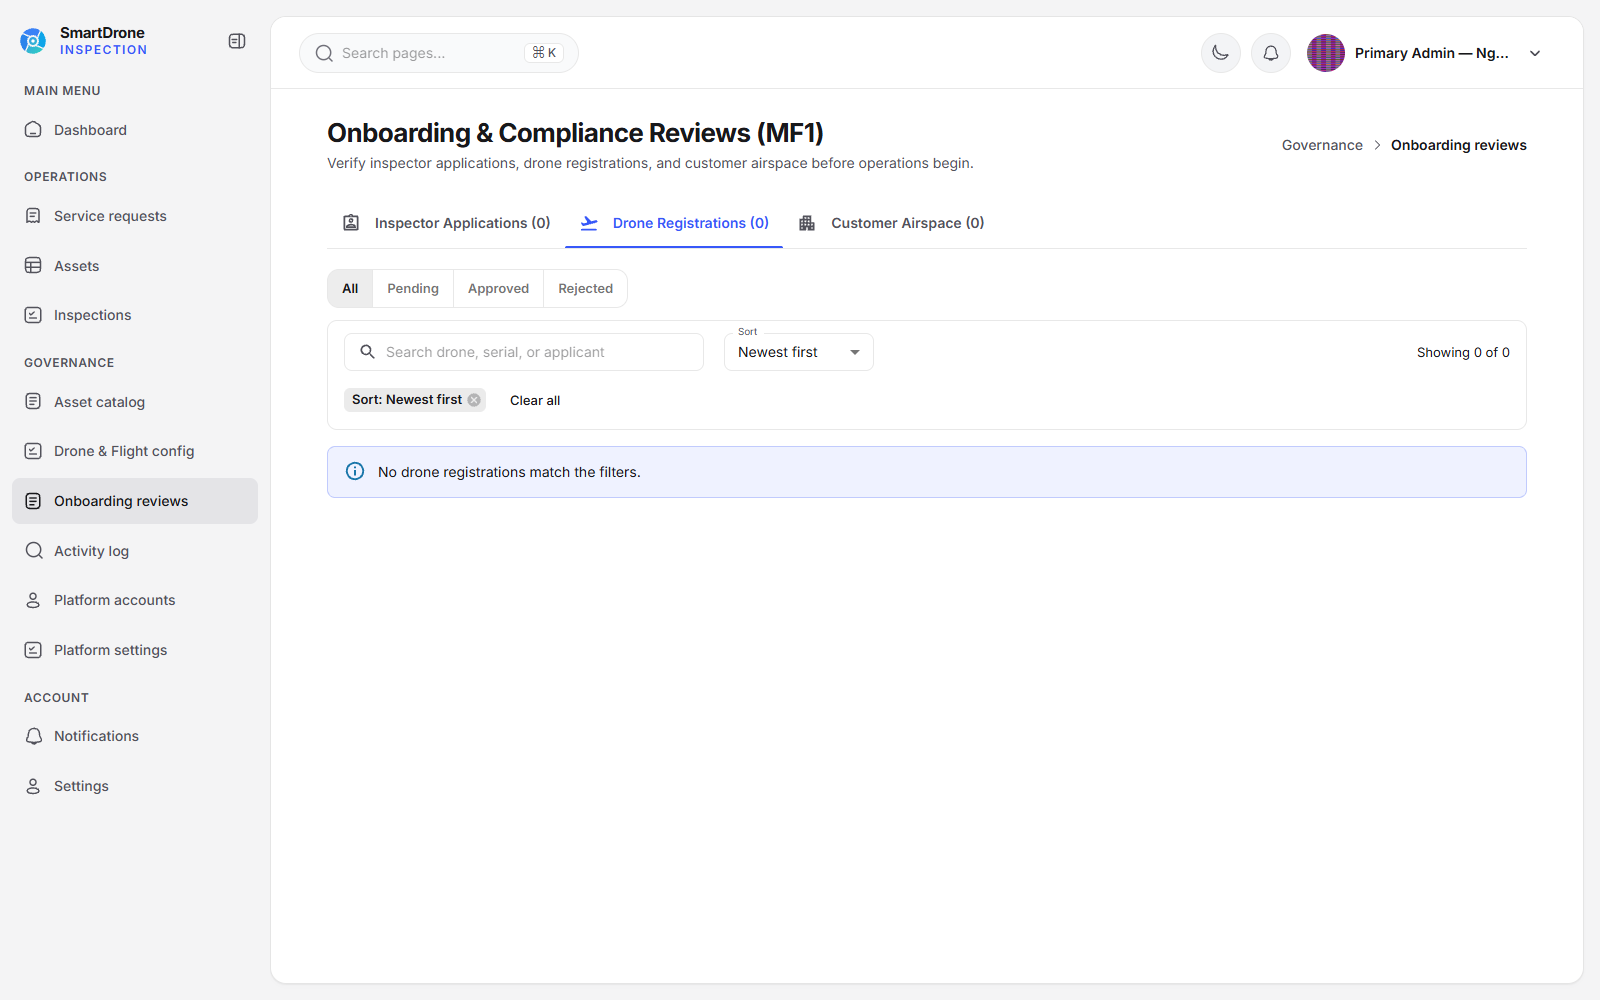 SmartDrone
INSPECTION
MAIN MENU
Dashboard
OPERATIONS
Service requests
Assets
Inspections
GOVERNANCE
Asset catalog
Drone & Flight config
Onboarding reviews
Activity log
Platform accounts
Platform settings
ACCOUNT
Notifications
Settings
Search pages... ⌘ K
Primary Admin — Ng...
Onboarding & Compliance Reviews (MF1)
Verify inspector applications, drone registrations, and customer airspace before operations begin.
Governance > Onboarding reviews
Inspector Applications (0) Drone Registrations (0) Customer Airspace (0)
All Pending Approved Rejected
Sort
Search drone, serial, or applicant Newest first Showing 0 of 0
Sort: Newest first Clear all
No drone registrations match the filters.